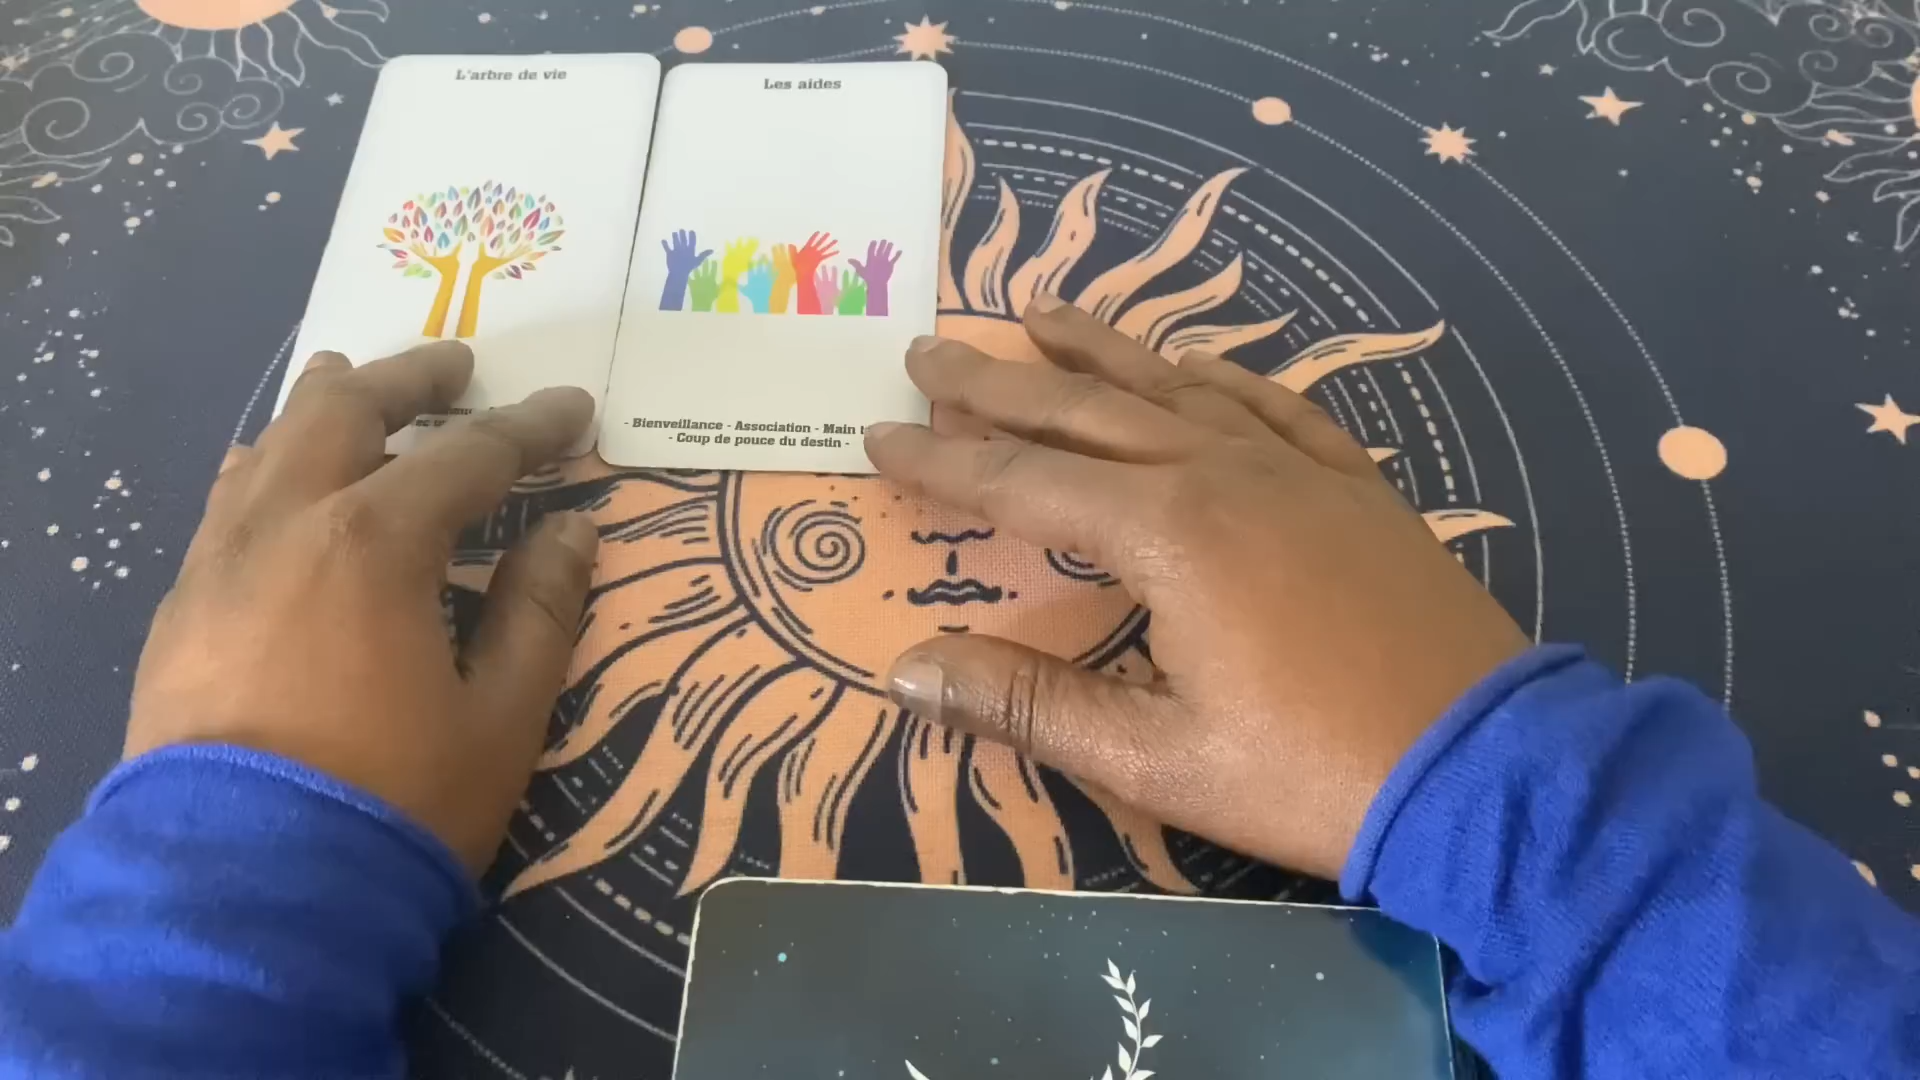 L'arbre de vie
Les aides
- Bienveillance - Association - Main
- Coup de pouce du destin -